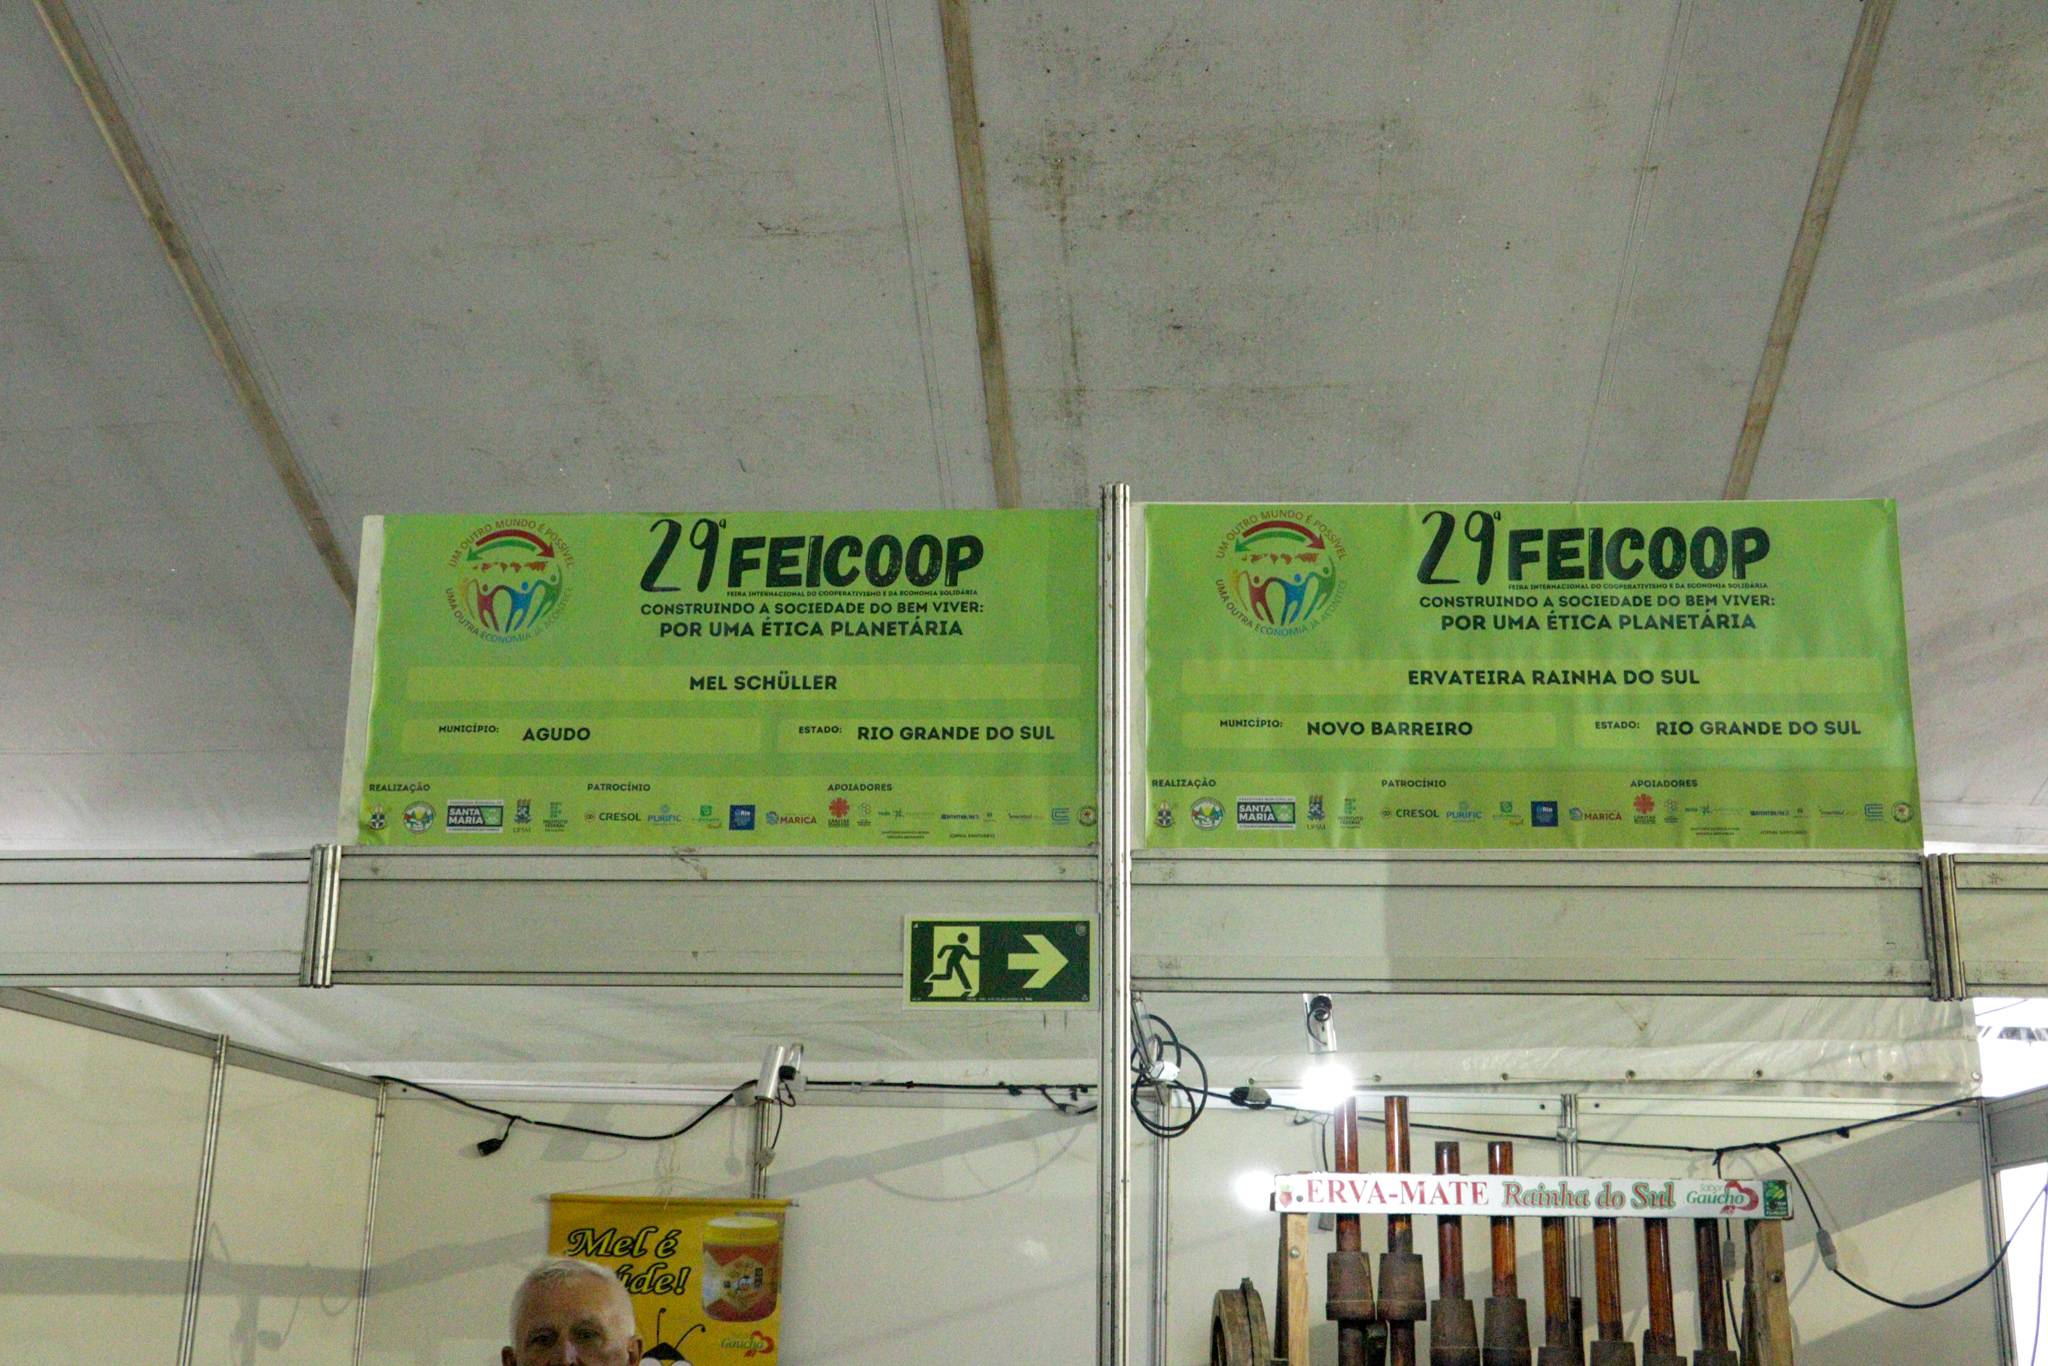 UM OUTRO MUNDO É POSSÍVEL
UMA OUTRA ECONOMIA JÁ ACONTECE
29ª FEICOOP
FEIRA INTERNACIONAL DO COOPERATIVISMO E DA ECONOMIA SOLIDÁRIA
CONSTRUINDO A SOCIEDADE DO BEM VIVER:
POR UMA ÉTICA PLANETÁRIA
MEL SCHÜLLER
MUNICÍPIO: AGUDO
ESTADO: RIO GRANDE DO SUL
REALIZAÇÃO
PATROCÍNIO
APOIADORES
SANTA MARIA
UFSM
CRESOL
PURIFIC
MARICÁ
UM OUTRO MUNDO É POSSÍVEL
UMA OUTRA ECONOMIA JÁ ACONTECE
29ª FEICOOP
FEIRA INTERNACIONAL DO COOPERATIVISMO E DA ECONOMIA SOLIDÁRIA
CONSTRUINDO A SOCIEDADE DO BEM VIVER:
POR UMA ÉTICA PLANETÁRIA
ERVATEIRA RAINHA DO SUL
MUNICÍPIO: NOVO BARREIRO
ESTADO: RIO GRANDE DO SUL
REALIZAÇÃO
PATROCÍNIO
APOIADORES
SANTA MARIA
UFSM
CRESOL
PURIFIC
MARICÁ
Mel é
Gaúcho
ERVA-MATE Rainha do Sul
Sabor Gaúcho